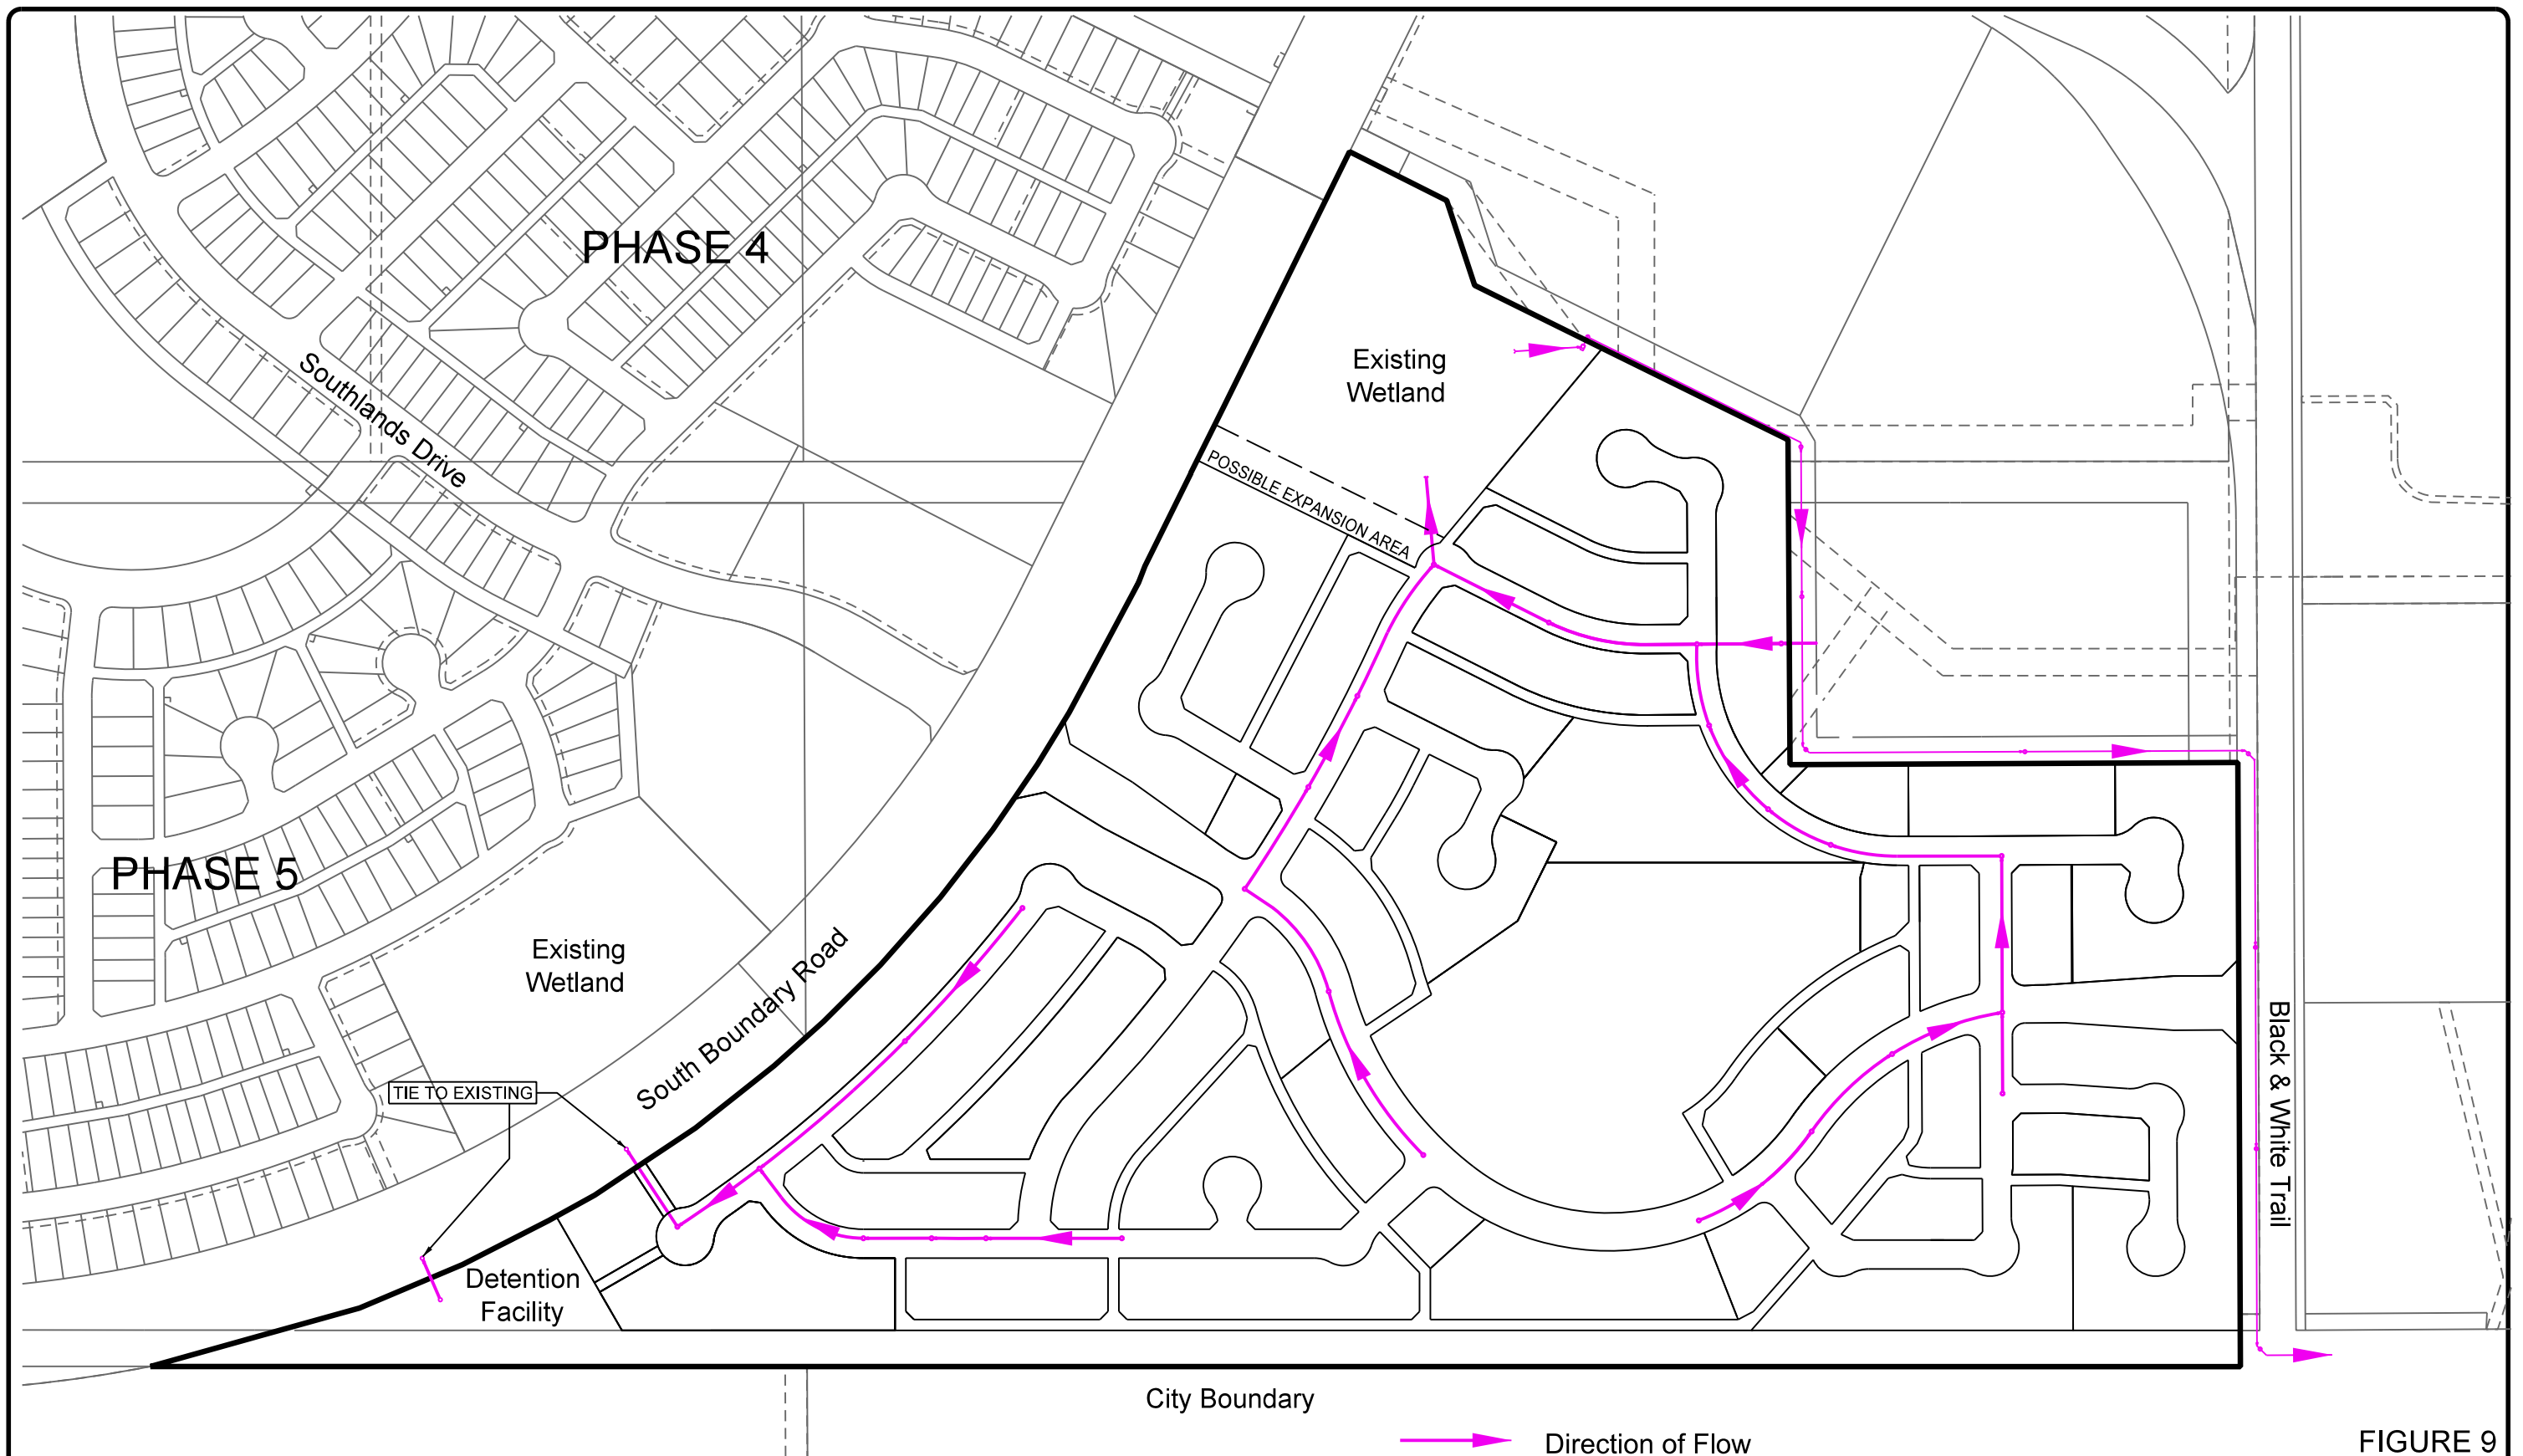 PHASE 4
Existing
Wetland
Southlands Drive
POSSIBLE EXPANSION AREA
PHASE 5
Existing
Wetland
South Boundary Road
TIE TO EXISTING
Black & White Trail
Detention
Facility
City Boundary
Direction of Flow
FIGURE 9